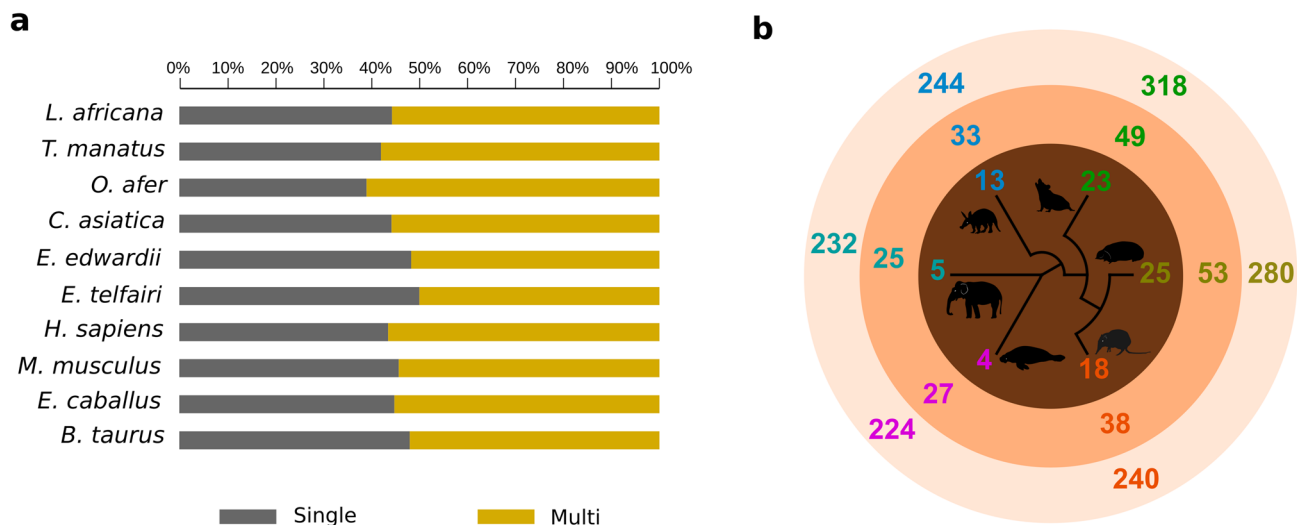 a
0% 10% 20% 30% 40% 50% 60% 70% 80% 90% 100%
L. africana
T. manatus
O. afer
C. asiatica
E. edwardii
E. telfairi
H. sapiens
M. musculus
E. caballus
B. taurus
Single Multi
b
244 318
33 49
13 23
232 25 5 25 53 280
4 18
27 38
224
240